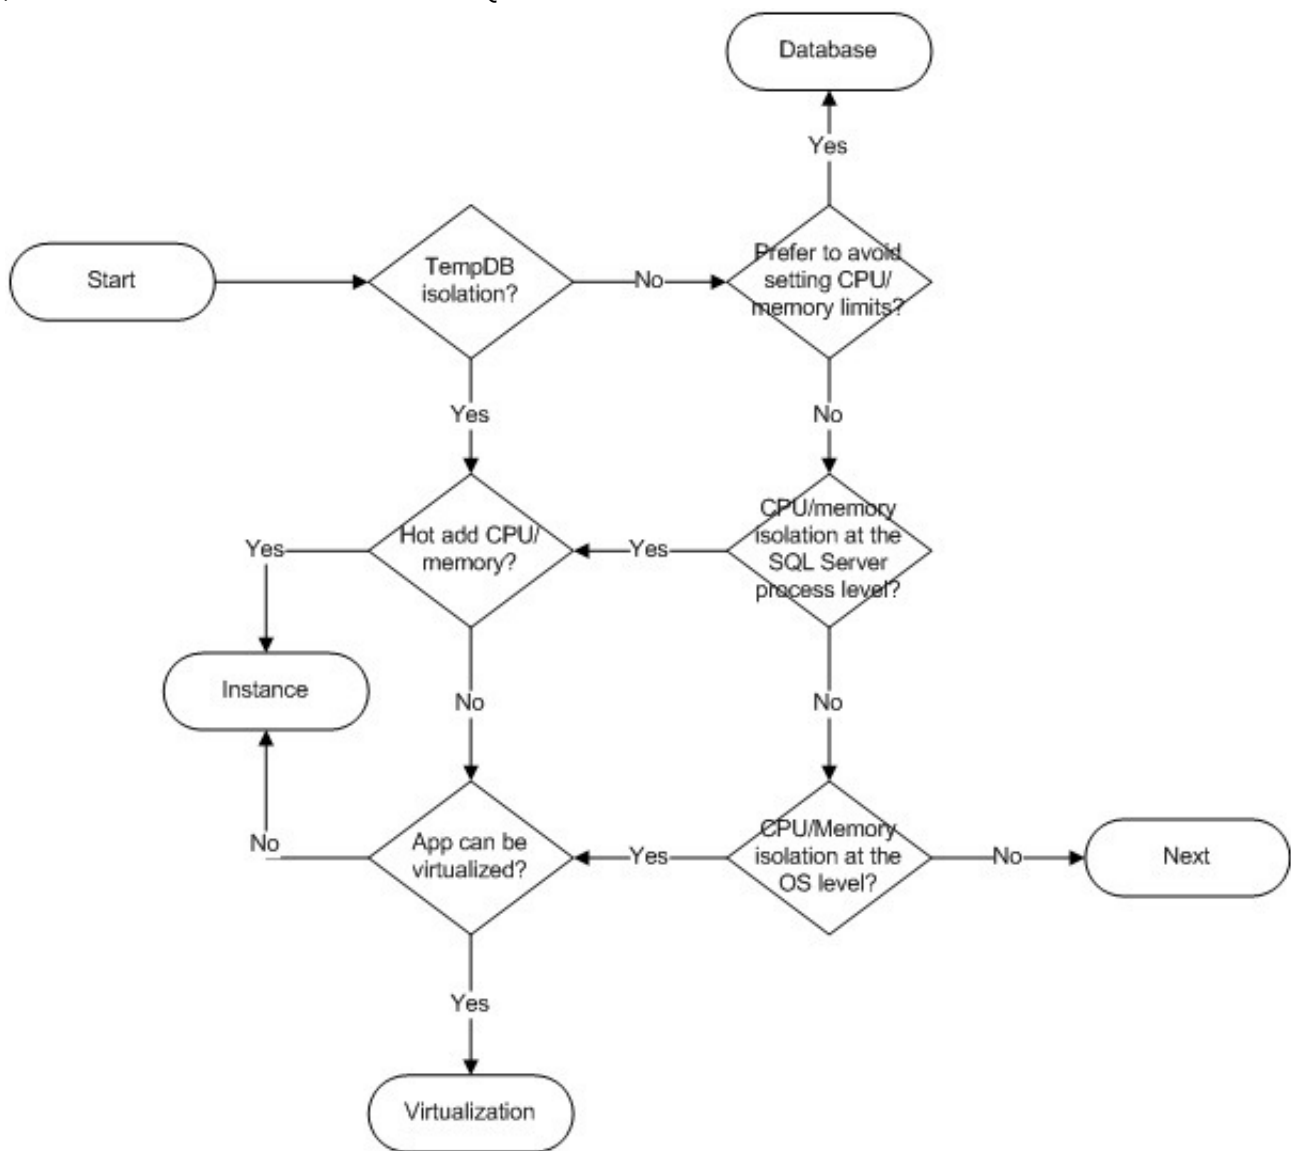 Database
Yes
Start
TempDB
isolation?
No
Prefer to avoid
setting CPU/
memory limits?
Yes
No
Yes
Hot add CPU/
memory?
Yes
CPU/memory
isolation at the
SQL Server
process level?
Instance
No
No
No
App can be
virtualized?
Yes
CPU/Memory
isolation at the
OS level?
No
Next
Yes
Virtualization